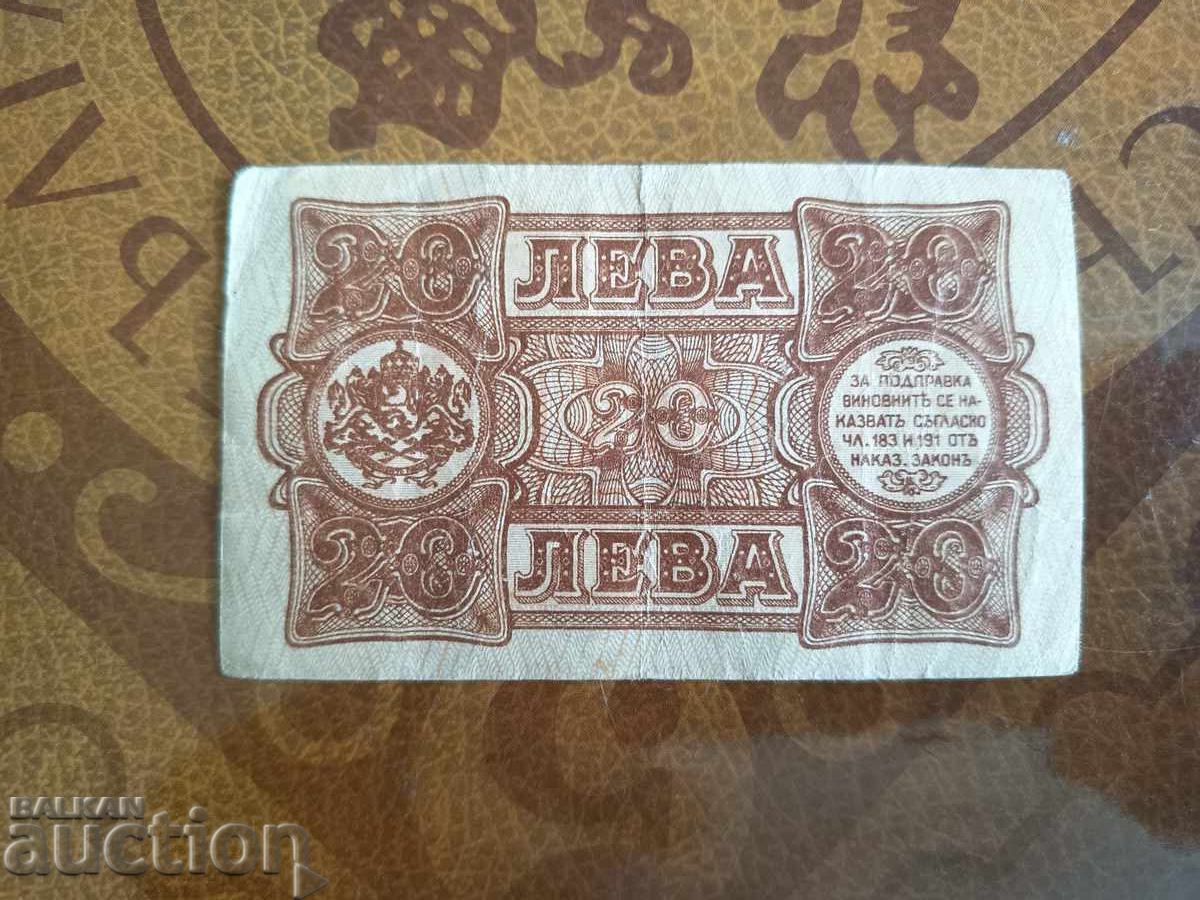 20 ЛЕВА 20
ЗА ПОДПРАВКА
ВИНОВНИТѢ СЕ НА-
КАЗВАТЪ СЪГЛАСНО
ЧЛ. 183 И 191 ОТЪ
НАКАЗ. ЗАКОНЪ
20
20 ЛЕВА 20
BALKAN
auction